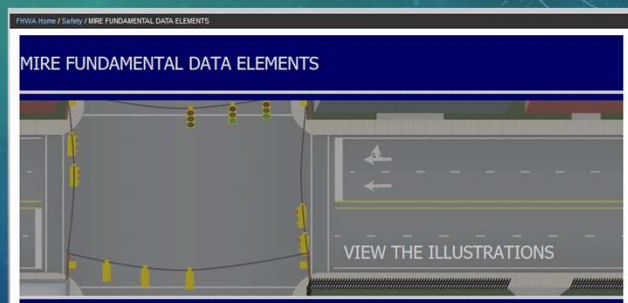 FHWA Home / Safety / MIRE FUNDAMENTAL DATA ELEMENTS
MIRE FUNDAMENTAL DATA ELEMENTS
VIEW THE ILLUSTRATIONS